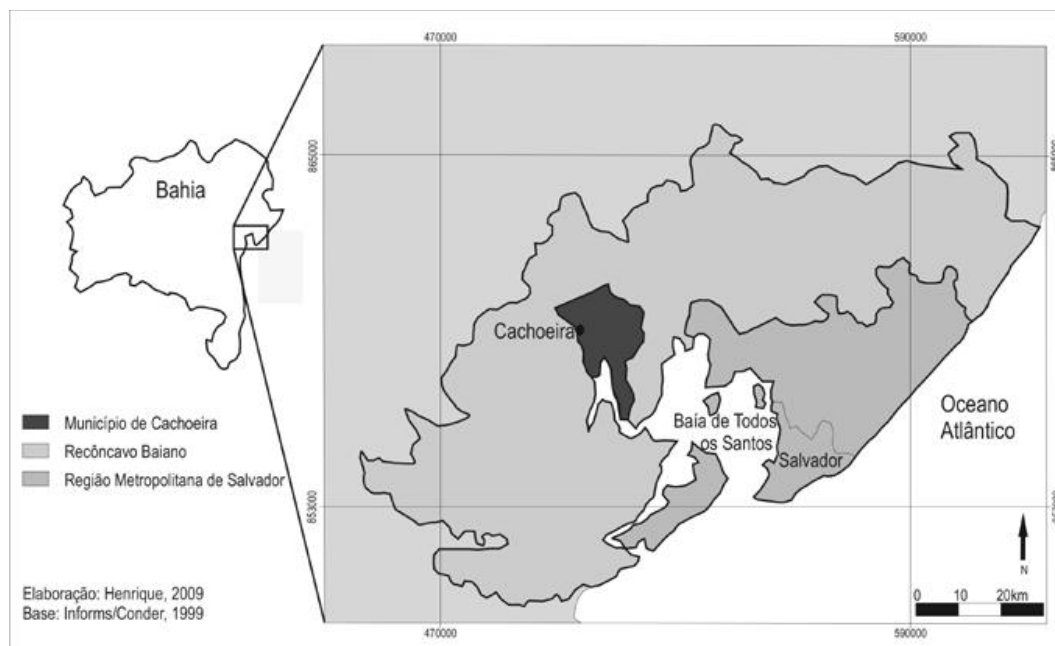 470000
590000
865000
Bahia
Cachoeira
Oceano
Atlântico
Baía de Todos
os Santos
Salvador
Município de Cachoeira
Recôncavo Baiano
Região Metropolitana de Salvador
853000
N
Elaboração: Henrique, 2009
Base: Informs/Conder, 1999
0 10 20km
470000
590000